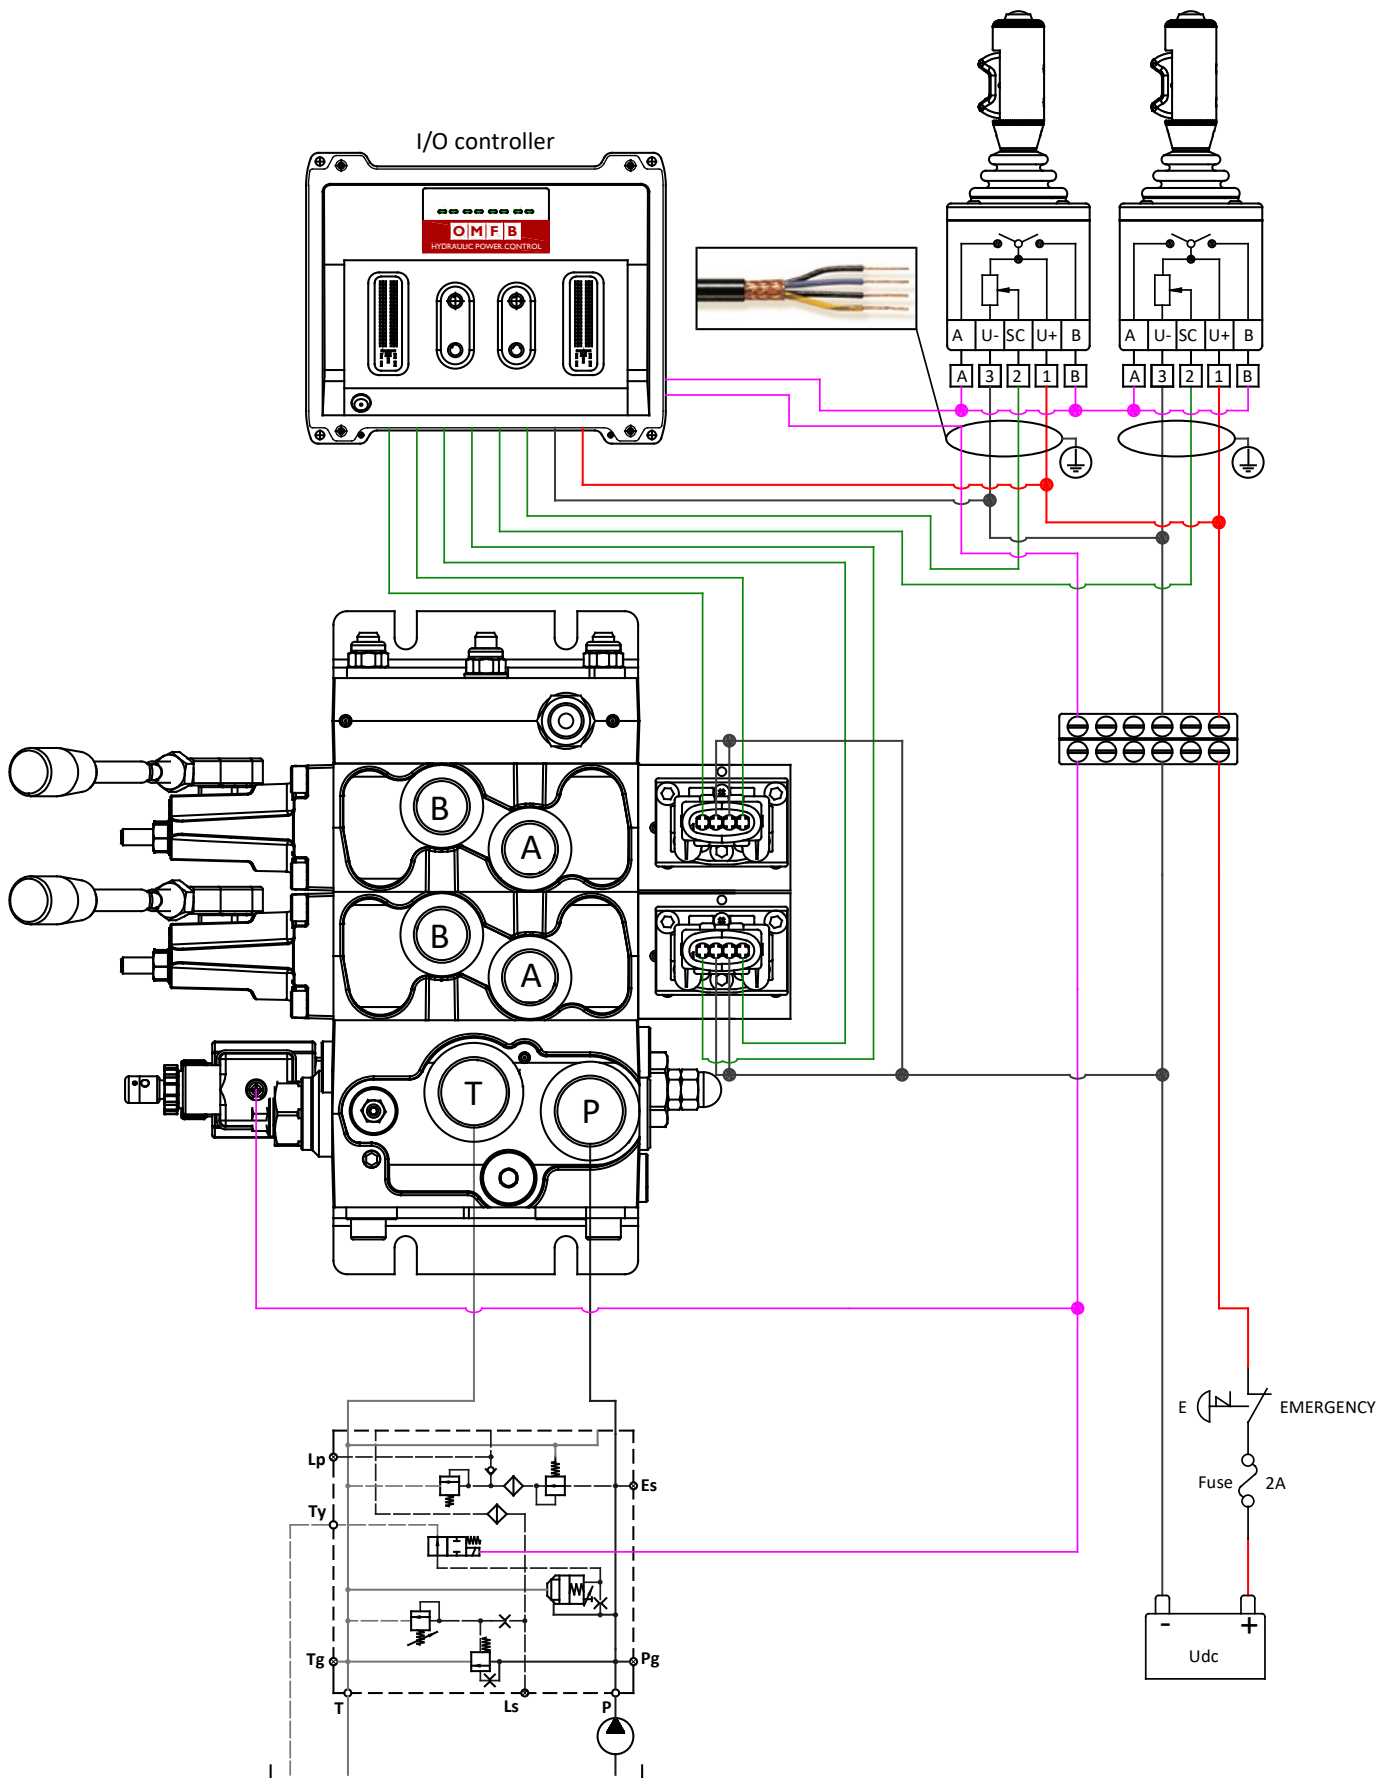 I/O controller
OMFB
HYDRAULIC POWER CONTROL
A U- SC U+ B
A 3 2 1 B
A U- SC U+ B
A 3 2 1 B
B
A
B
A
T
P
E EMERGENCY
Fuse 2A
Lp
Es
Ty
Tg
Pg
T
Ls
P
- +
Udc